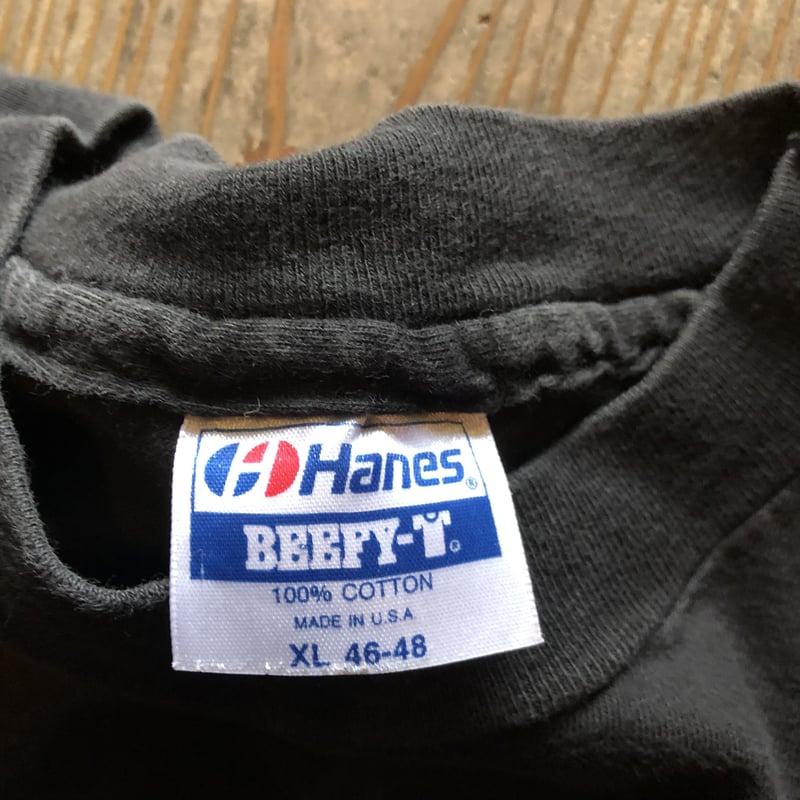 Hanes®
BEEFY-T®
100% COTTON
MADE IN U.S.A
XL 46-48